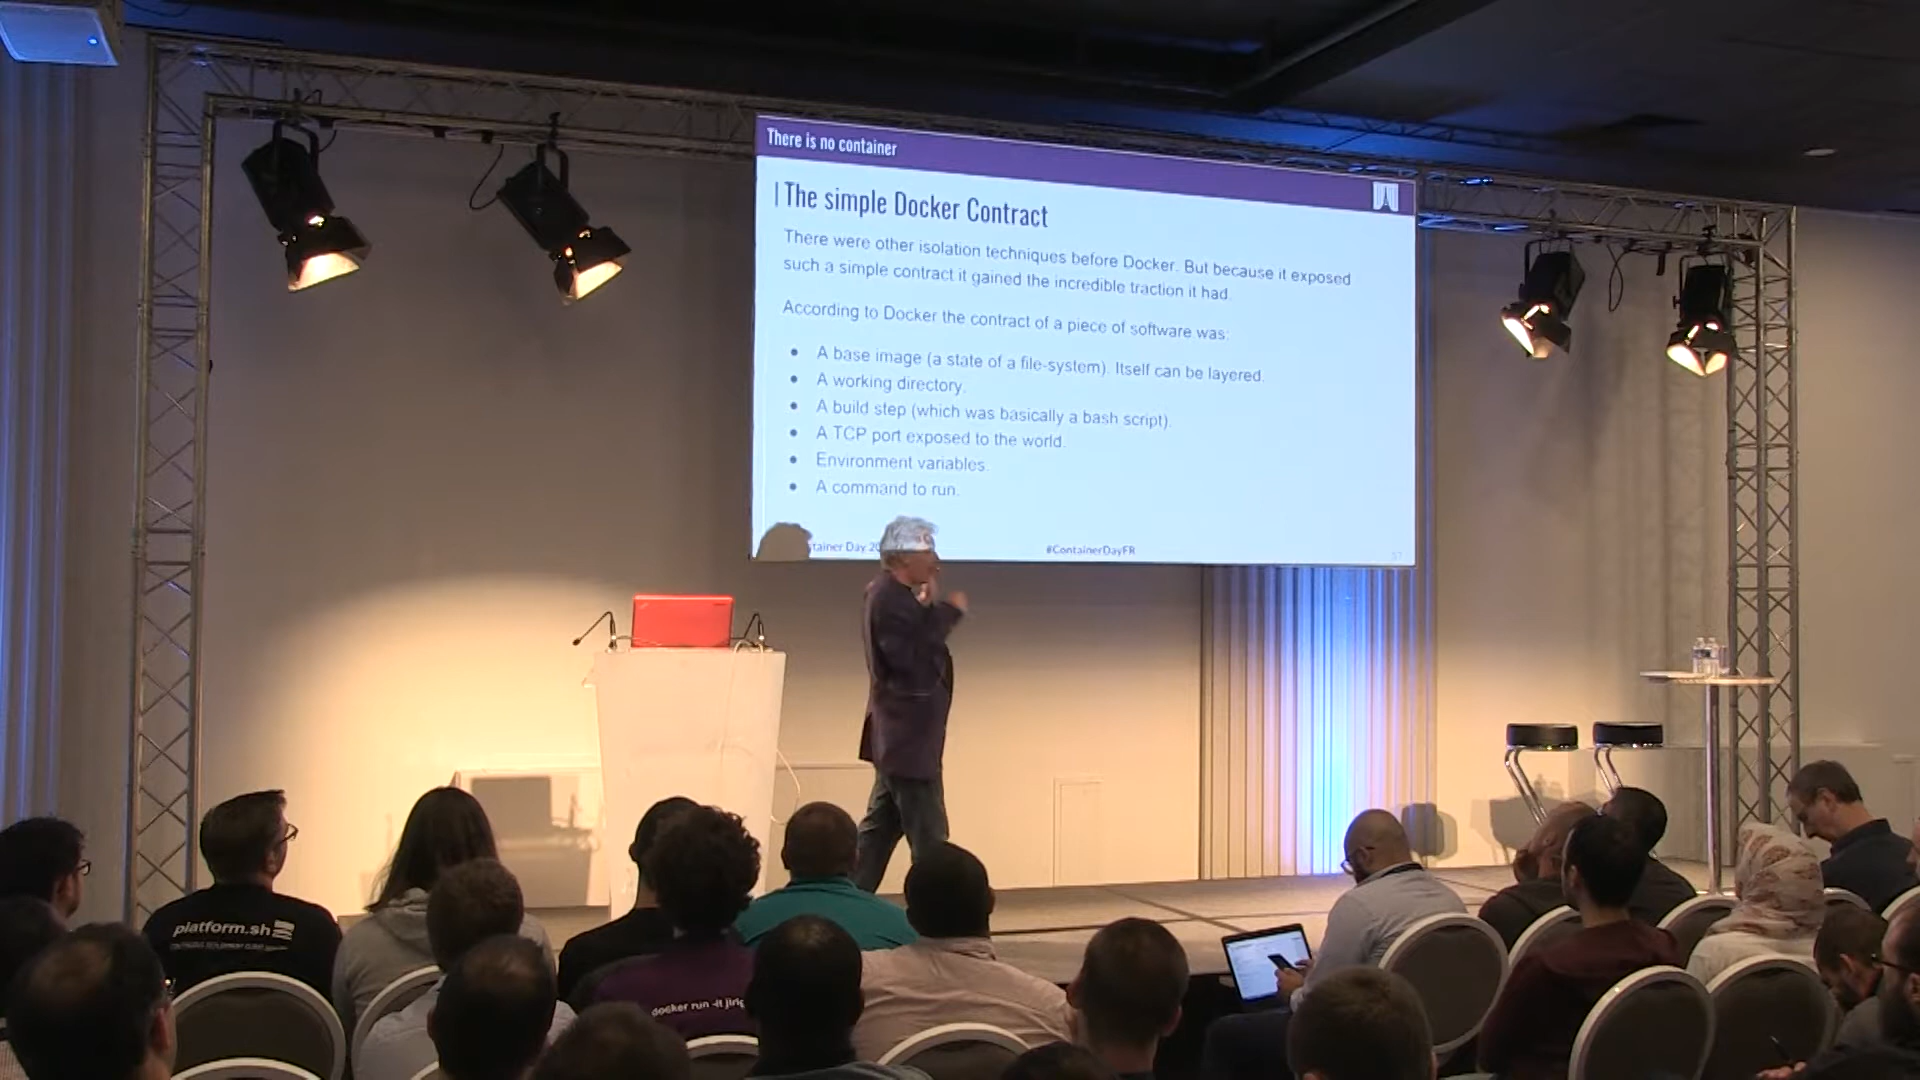 There is no container
The simple Docker Contract
There were other isolation techniques before Docker. But because it exposed
such a simple contract it gained the incredible traction it had.
According to Docker the contract of a piece of software was:
• A base image (a state of a file-system). Itself can be layered.
• A working directory.
• A build step (which was basically a bash script).
• A TCP port exposed to the world.
• Environment variables.
• A command to run.
Day
#ContainerDayFR
57
platform.sh
docker run -it